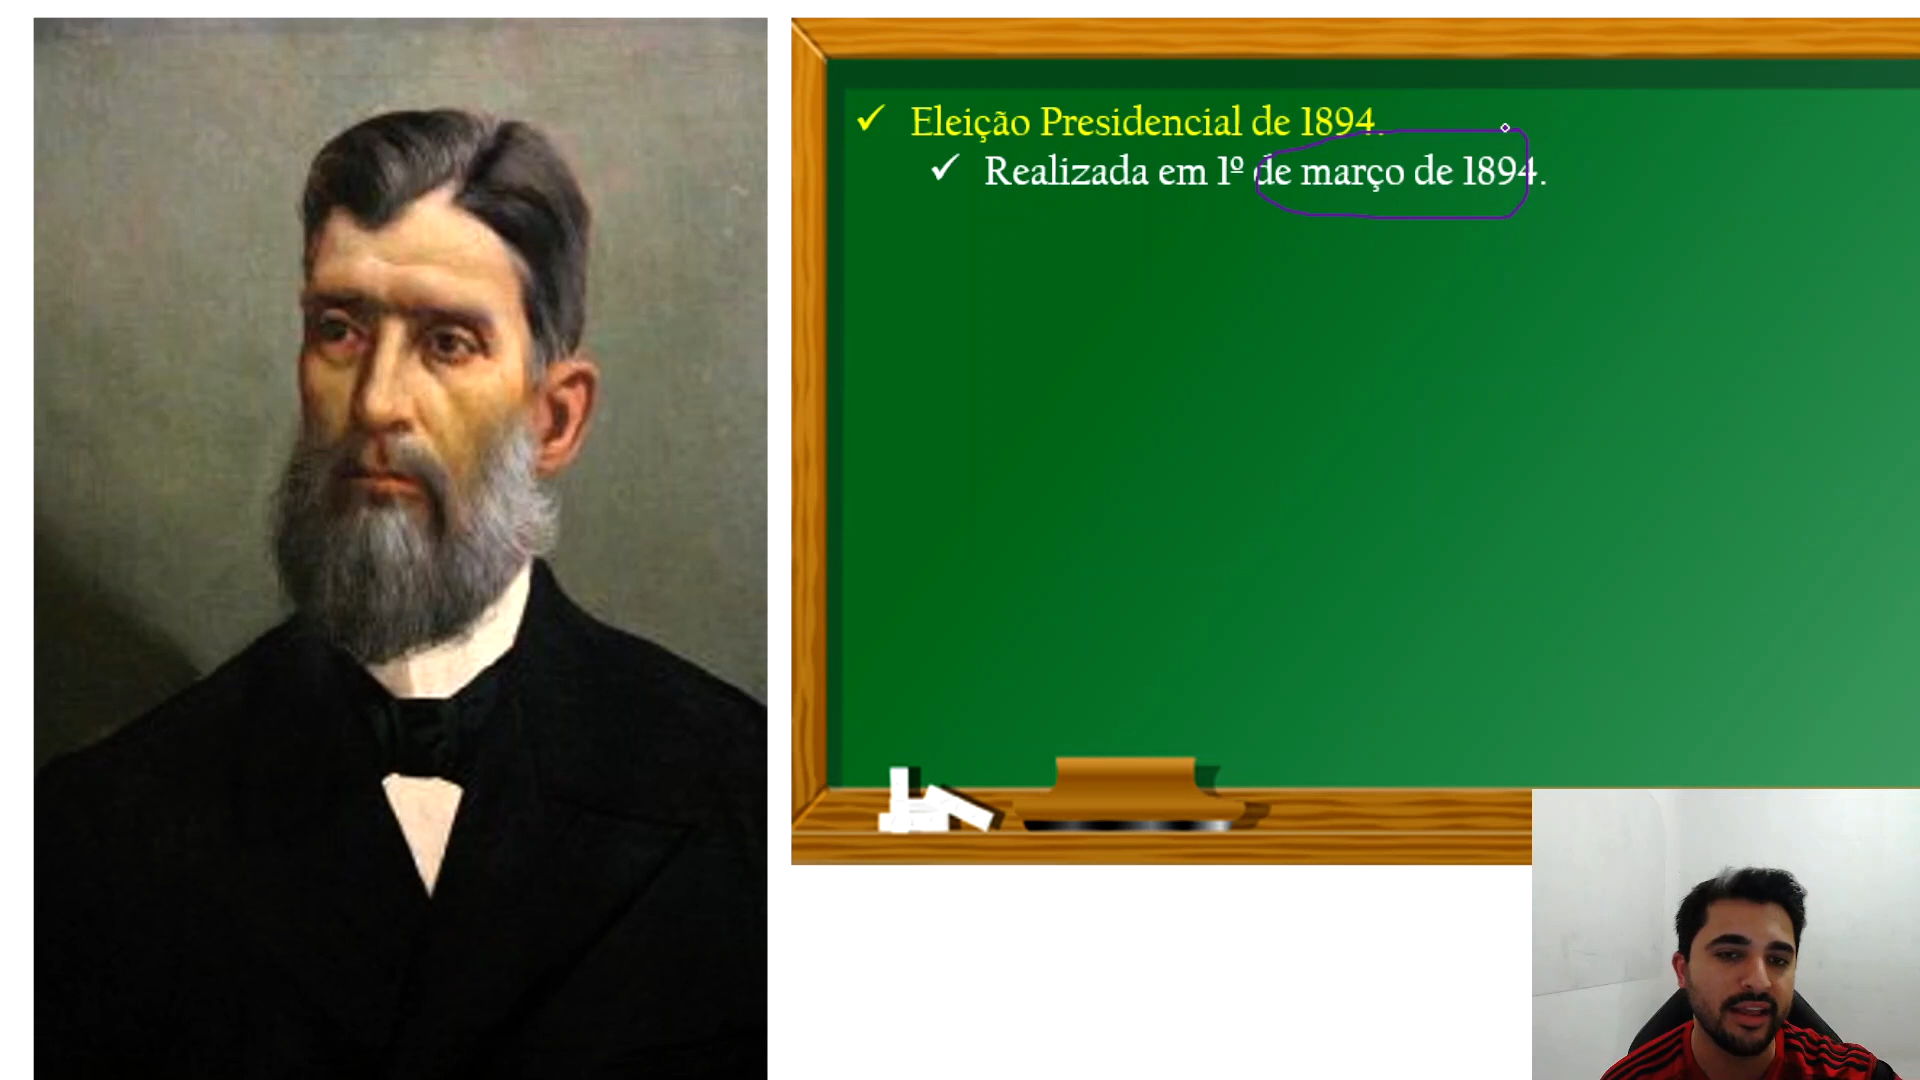 Eleição Presidencial de 1894.
Realizada em 1º de março de 1894.